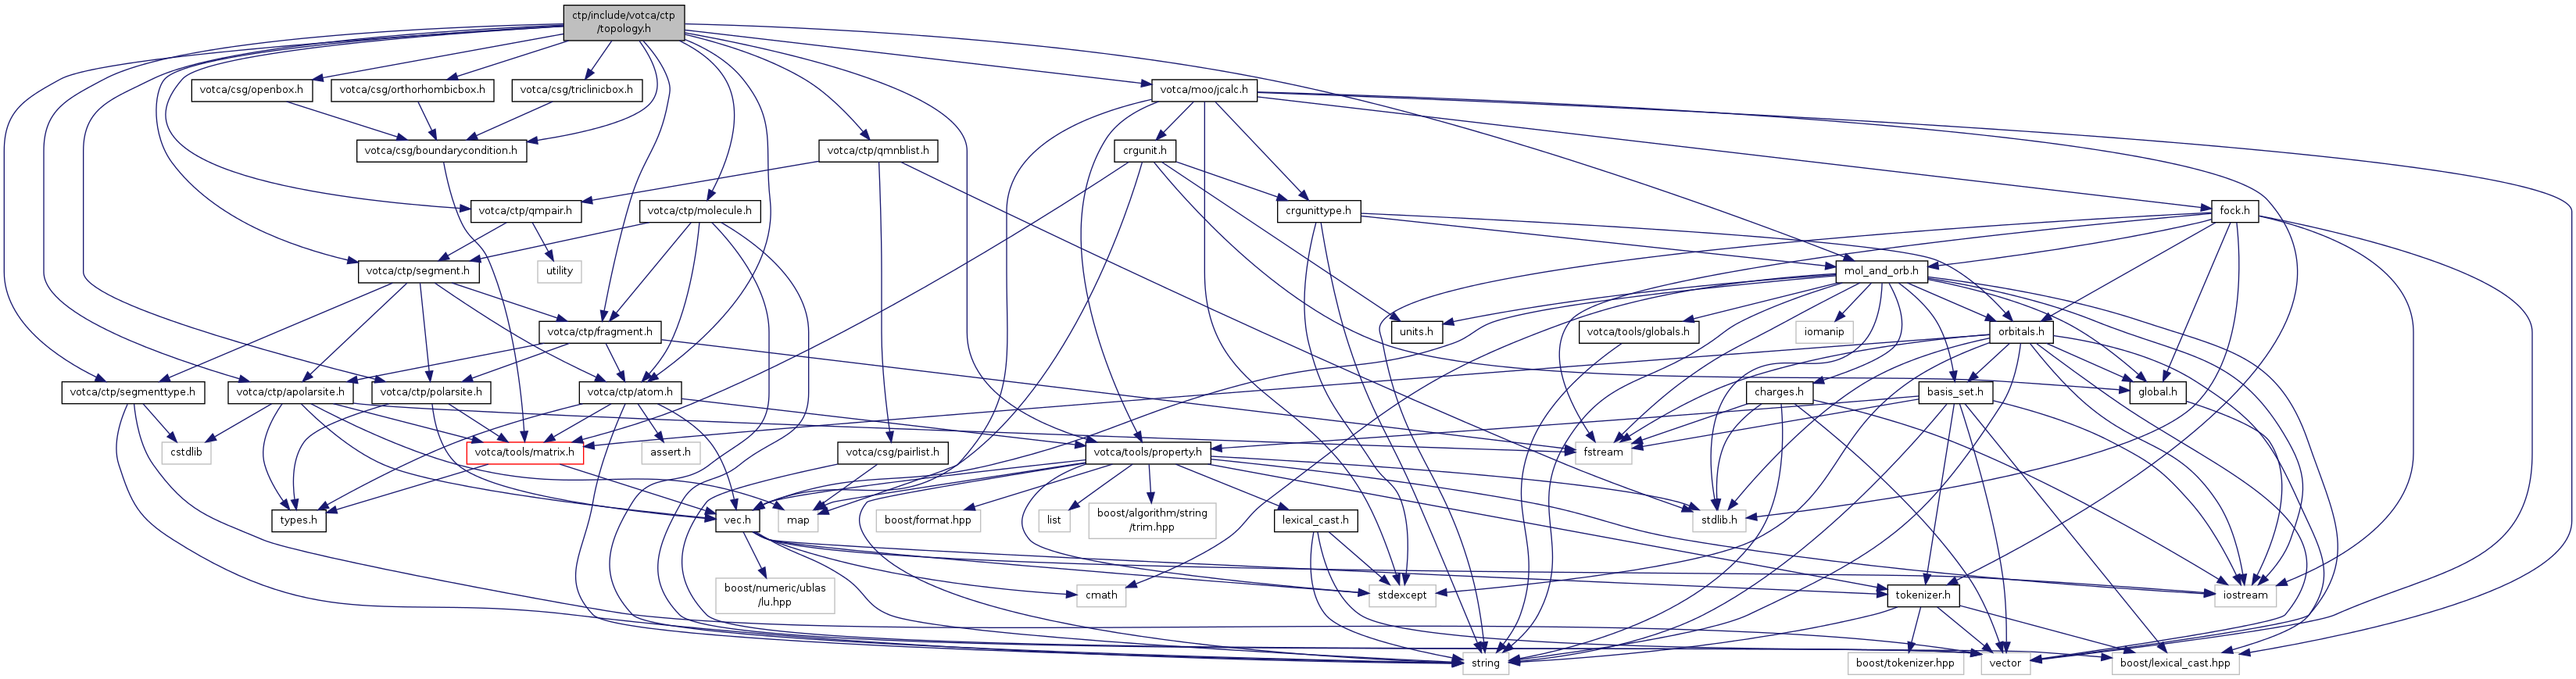 ctp/include/votca/ctp
/topology.h
votca/csg/openbox.h
votca/csg/orthorhombicbox.h
votca/csg/triclinicbox.h
votca/moo/jcalc.h
votca/csg/boundarycondition.h
votca/ctp/qmnblist.h
crgunit.h
votca/ctp/qmpair.h
votca/ctp/molecule.h
crgunittype.h
fock.h
votca/ctp/segment.h
utility
mol_and_orb.h
votca/ctp/fragment.h
units.h
votca/tools/globals.h
iomanip
orbitals.h
votca/ctp/segmenttype.h
votca/ctp/apolarsite.h
votca/ctp/polarsite.h
votca/ctp/atom.h
charges.h
basis_set.h
global.h
cstdlib
votca/tools/matrix.h
assert.h
votca/csg/pairlist.h
votca/tools/property.h
fstream
types.h
vec.h
map
boost/format.hpp
list
boost/algorithm/string
/trim.hpp
lexical_cast.h
stdlib.h
boost/numeric/ublas
/lu.hpp
cmath
stdexcept
tokenizer.h
iostream
string
boost/tokenizer.hpp
vector
boost/lexical_cast.hpp